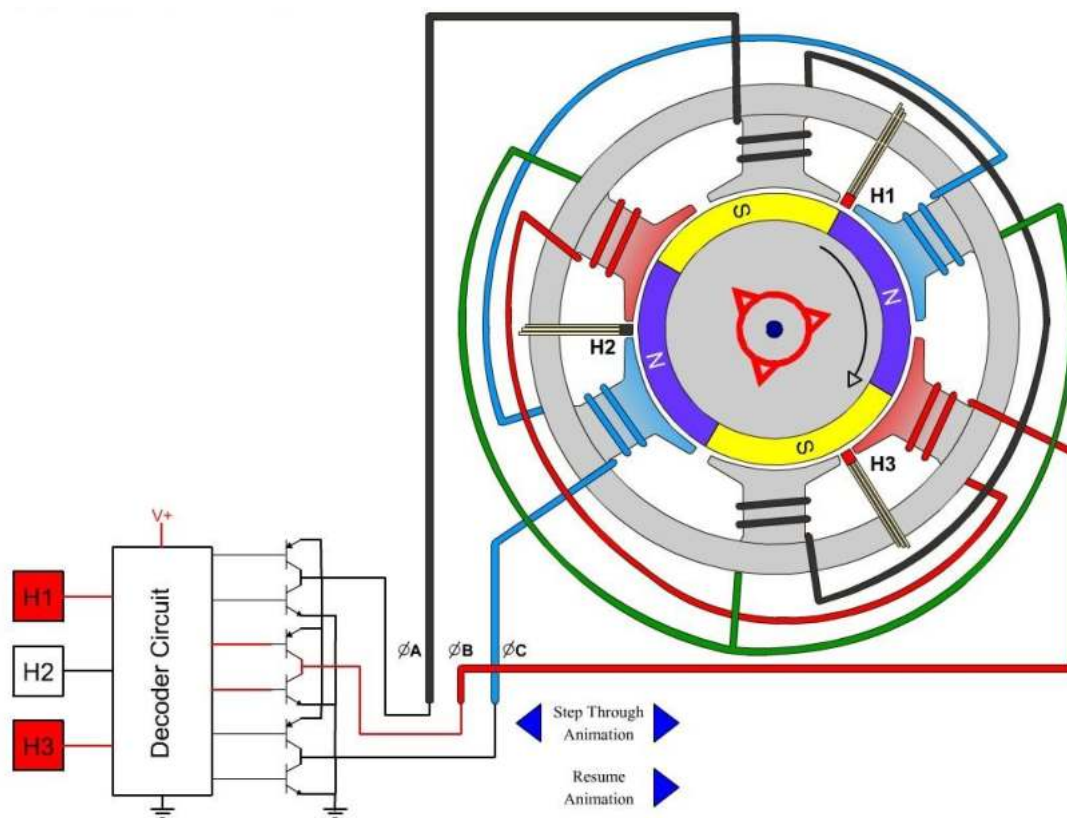 H1
S
N
H2
N
S
H3
V+
H1
H2
H3
Decoder Circuit
ØA ØB ØC
Step Through
Animation
Resume
Animation